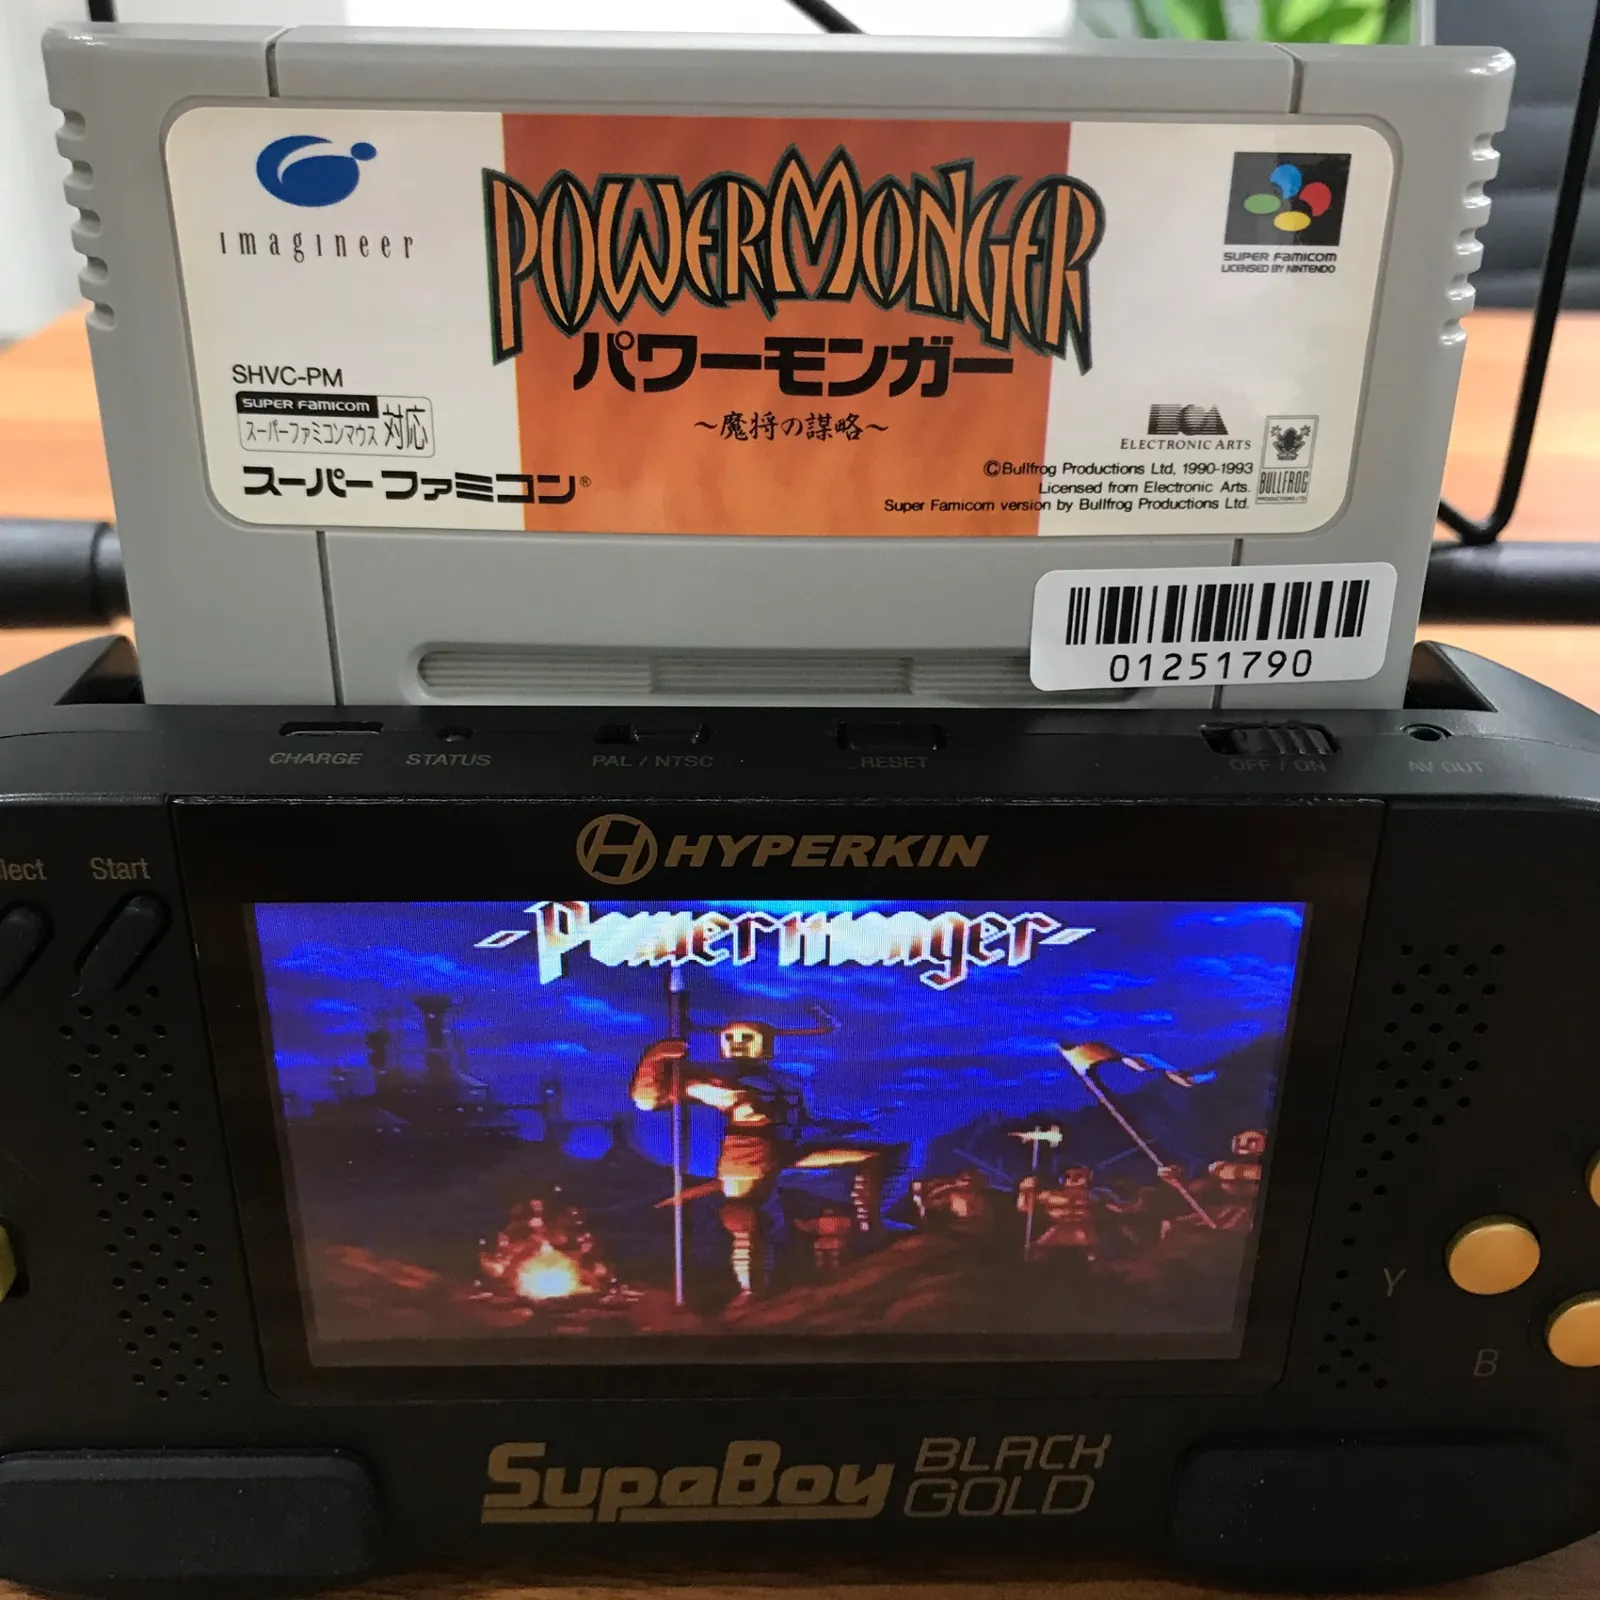 imagineer
POWERMONGER
パワーモンガー
～魔将の謀略～
SUPER FAMICOM
LICENSED BY NINTENDO
SHVC-PM
SUPER FAMICOM
スーパーファミコンマウス 対応
スーパーファミコン®
ELECTRONIC ARTS
BULLFROG
PRODUCTIONS LTD
©Bullfrog Productions Ltd, 1990-1993
Licensed from Electronic Arts.
Super Famicom version by Bullfrog Productions Ltd.
01251790
CHARGE STATUS PAL / NTSC RESET OFF / ON AV OUT
HYPERKIN
lect Start
-Powermonger-
Y
B
SupaBoy BLACK GOLD